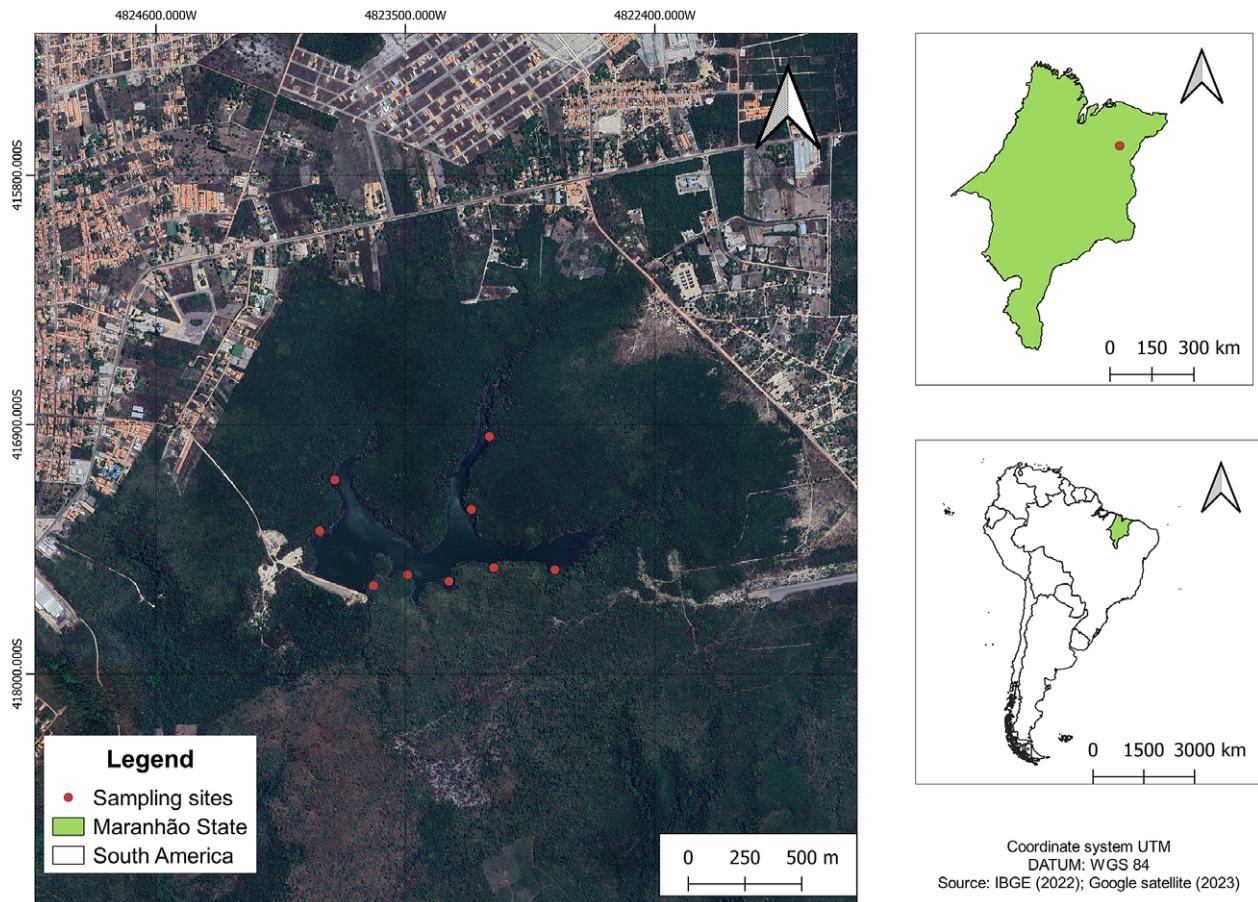 4824600.000W 4823500.000W 4822400.000W
415800.000S
416900.000S
418000.000S
Legend
Sampling sites
Maranhão State
South America
0 250 500 m
0 150 300 km
0 1500 3000 km
Coordinate system UTM
DATUM: WGS 84
Source: IBGE (2022); Google satellite (2023)